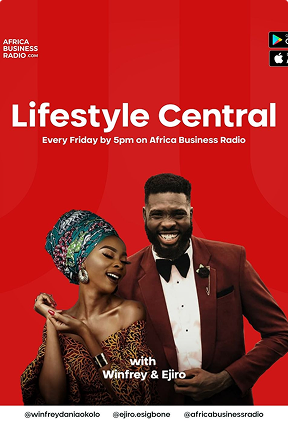 AFRICA
BUSINESS
RADIO.COM
Lifestyle Central
Every Friday by 5pm on Africa Business Radio
with
Winfrey & Ejiro
@winfreydaniaokolo @ejiro.esigbone @africabusinessradio